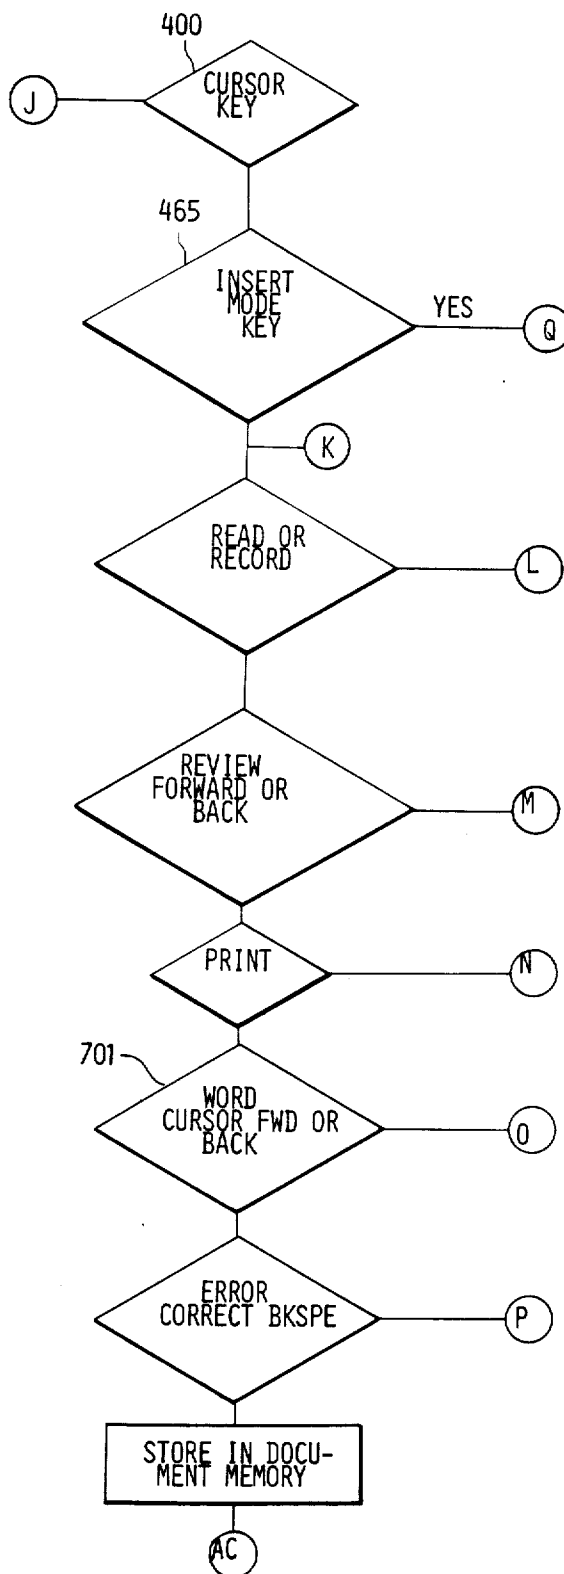 400
J
CURSOR
KEY
465
INSERT
MODE
KEY
YES
Q
K
READ OR
RECORD
L
REVIEW
FORWARD OR
BACK
M
PRINT
N
701
WORD
CURSOR FWD OR
BACK
O
ERROR
CORRECT BKSPE
P
STORE IN DOCU-
MENT MEMORY
AC